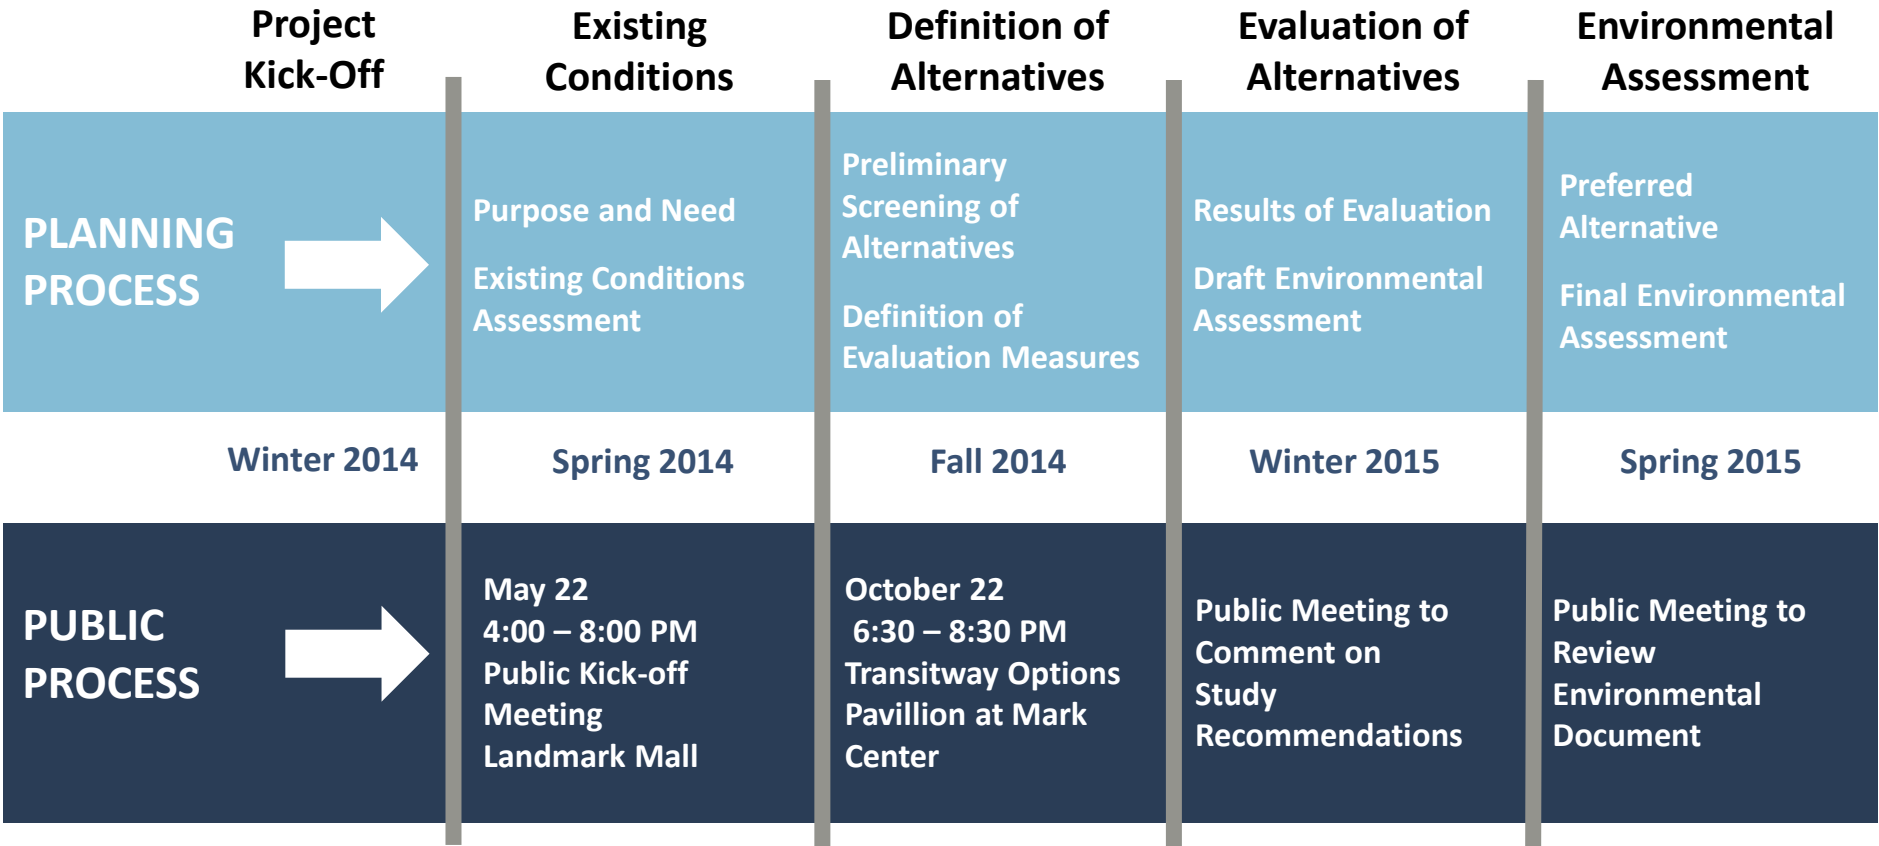 Project
Kick-Off
Existing
Conditions
Definition of
Alternatives
Evaluation of
Alternatives
Environmental
Assessment
PLANNING
PROCESS
Purpose and Need
Existing Conditions
Assessment
Preliminary
Screening of
Alternatives
Definition of
Evaluation Measures
Results of Evaluation
Draft Environmental
Assessment
Preferred
Alternative
Final Environmental
Assessment
Winter 2014
Spring 2014
Fall 2014
Winter 2015
Spring 2015
PUBLIC
PROCESS
May 22
4:00 – 8:00 PM
Public Kick-off
Meeting
Landmark Mall
October 22
6:30 – 8:30 PM
Transitway Options
Pavillion at Mark
Center
Public Meeting to
Comment on
Study
Recommendations
Public Meeting to
Review
Environmental
Document